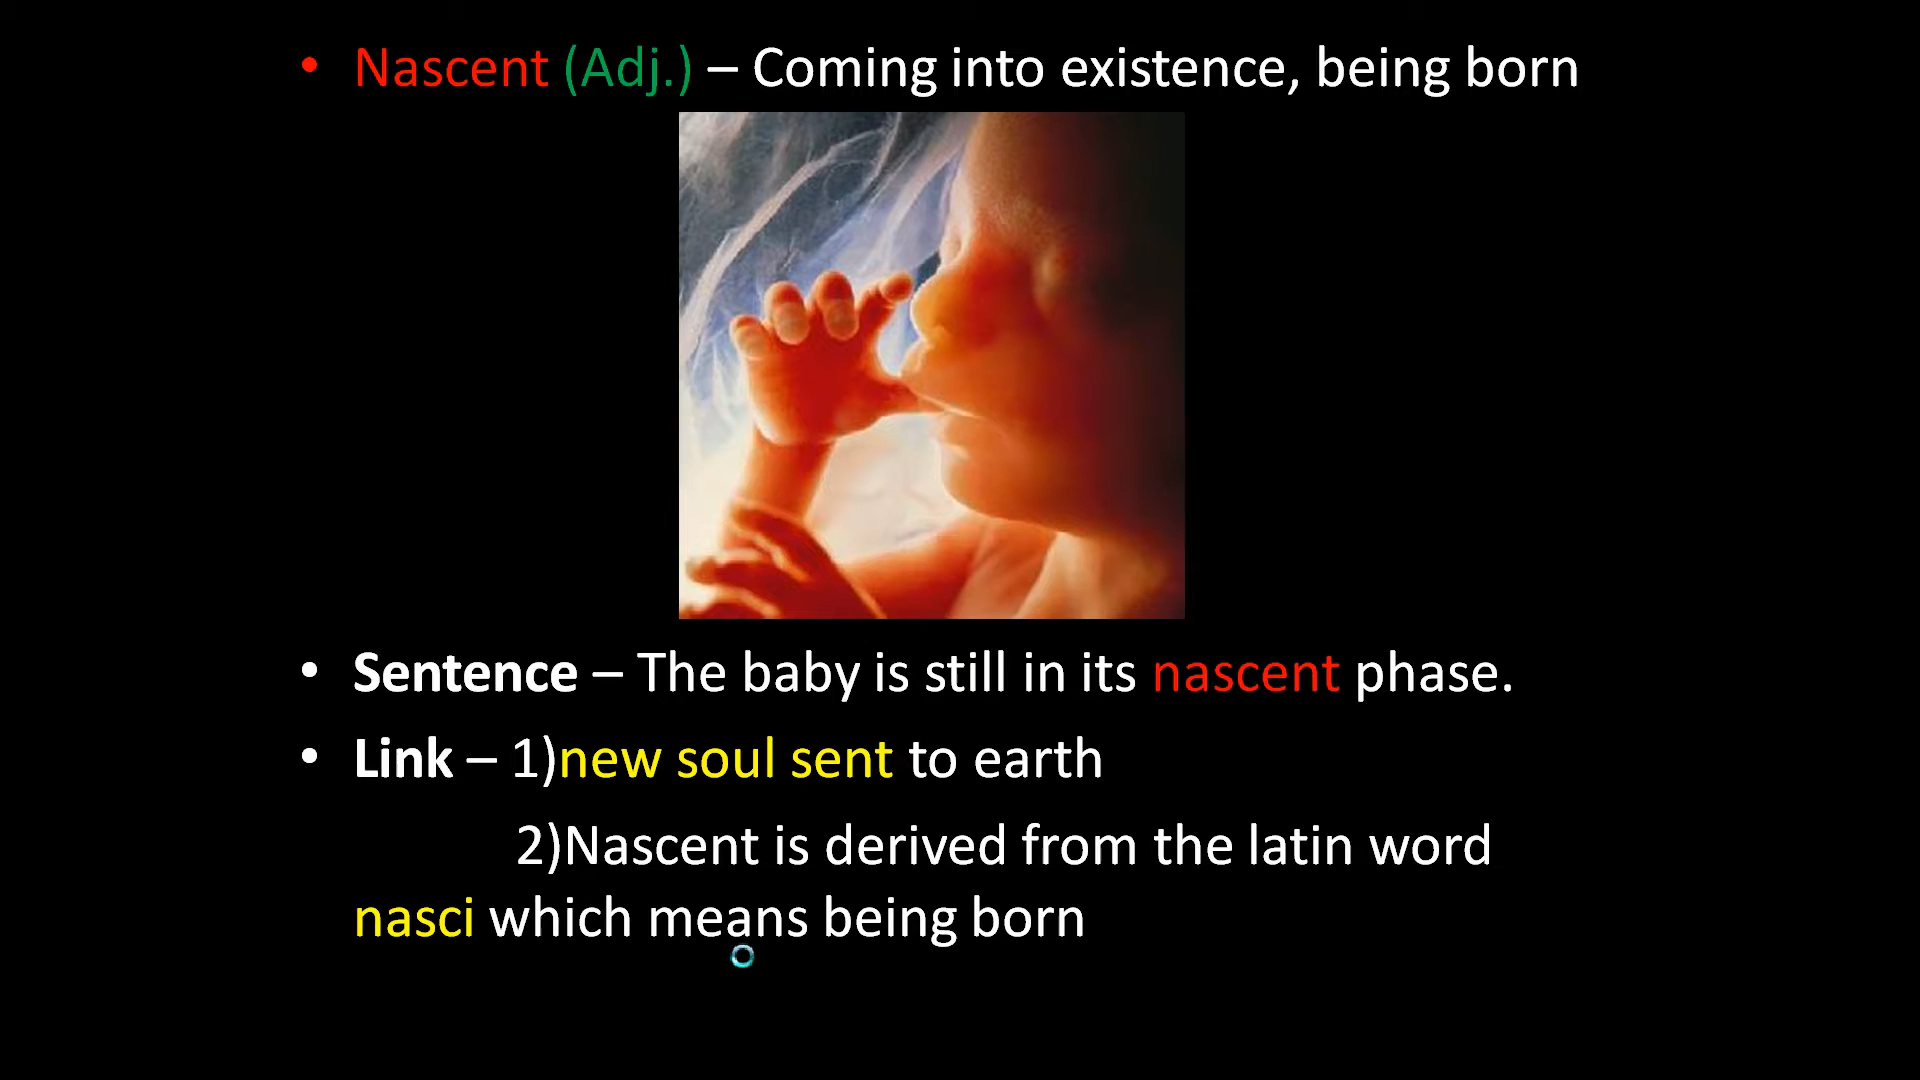 • Nascent (Adj.) – Coming into existence, being born
• Sentence – The baby is still in its nascent phase.
• Link – 1)new soul sent to earth
2)Nascent is derived from the latin word
nasci which means being born